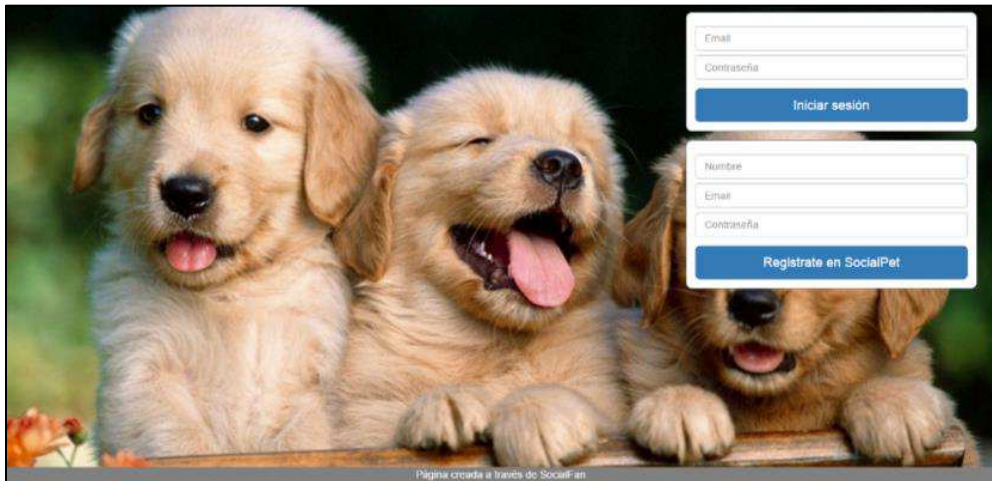 Email
Contraseña
Iniciar sesión
Nombre
Email
Contraseña
Registrate en SocialPet
Página creada a través de SocialFan